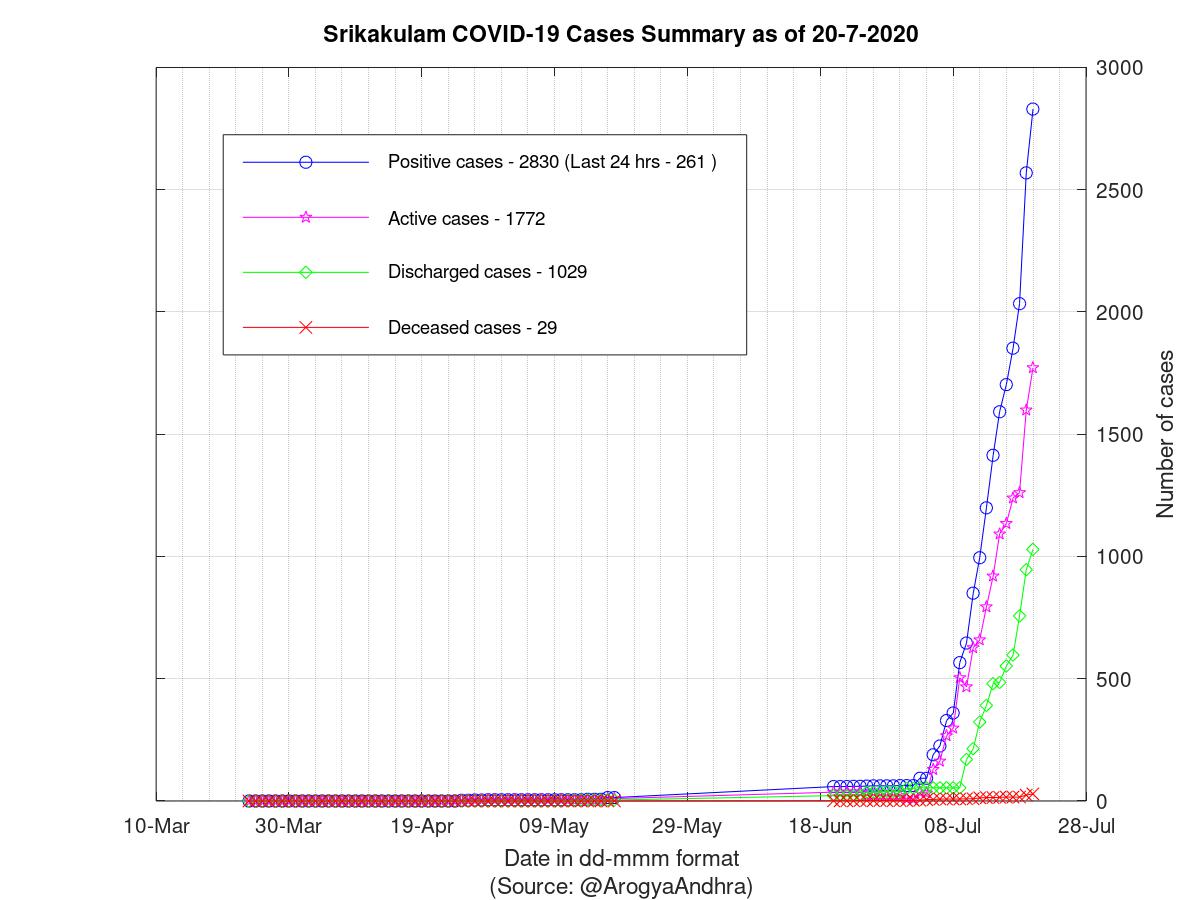 Srikakulam COVID-19 Cases Summary as of 20-7-2020
Positive cases - 2830 (Last 24 hrs - 261 )
Active cases - 1772
Discharged cases - 1029
Deceased cases - 29
3000
2500
2000
1500
1000
500
0
Number of cases
10-Mar 30-Mar 19-Apr 09-May 29-May 18-Jun 08-Jul 28-Jul
Date in dd-mmm format
(Source: @ArogyaAndhra)